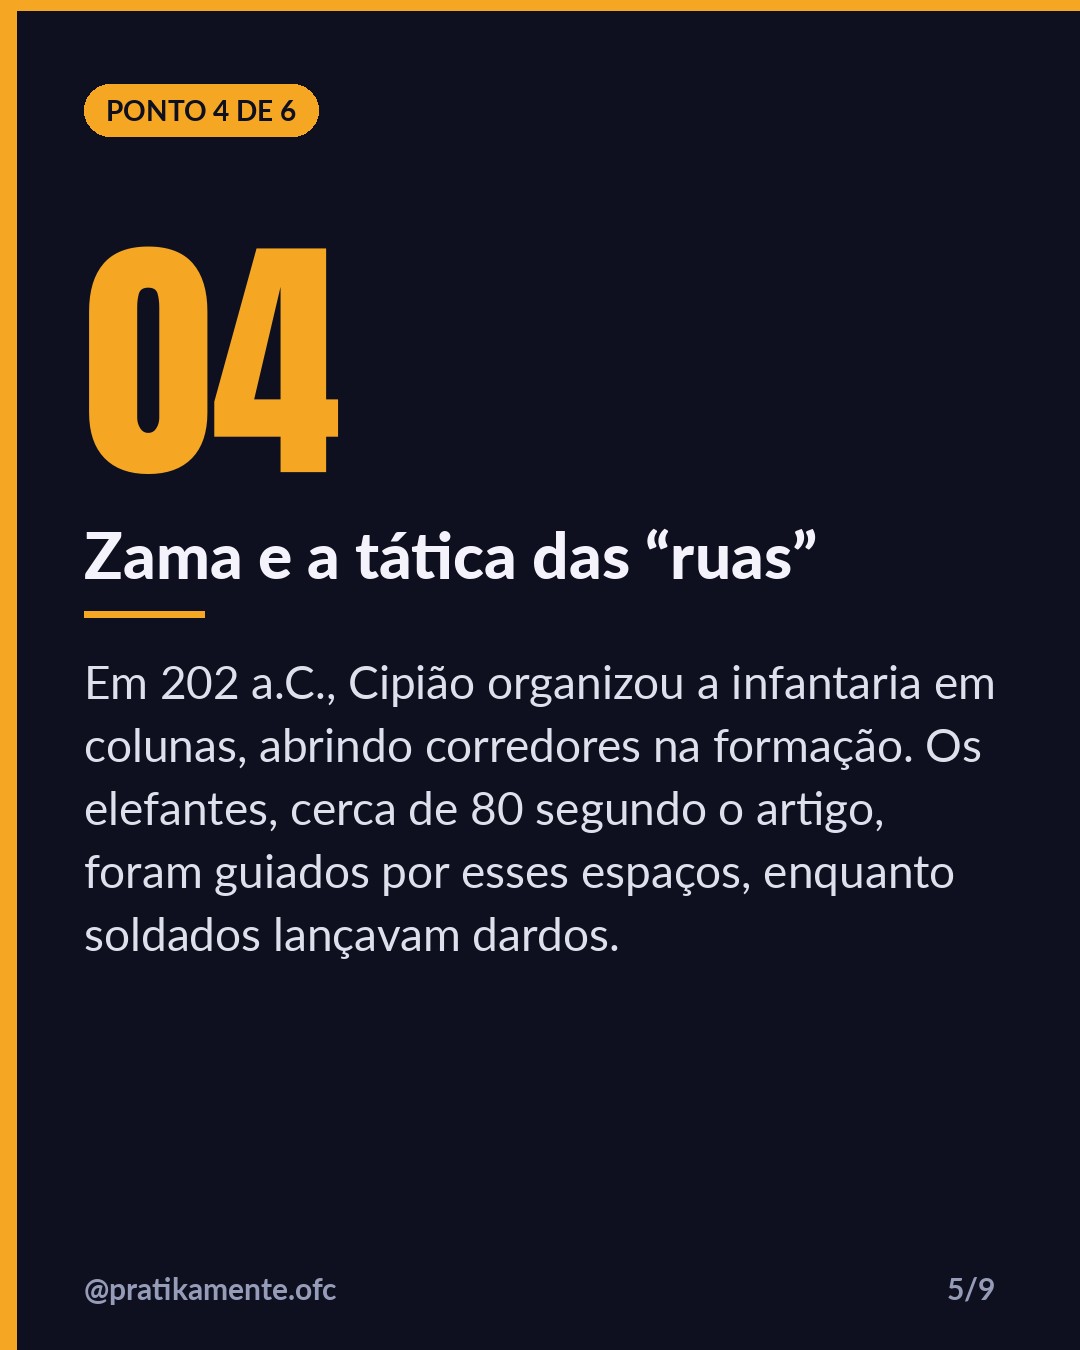 PONTO 4 DE 6
04
Zama e a tática das “ruas”
Em 202 a.C., Cipião organizou a infantaria em
colunas, abrindo corredores na formação. Os
elefantes, cerca de 80 segundo o artigo,
foram guiados por esses espaços, enquanto
soldados lançavam dardos.
@pratikamente.ofc
5/9